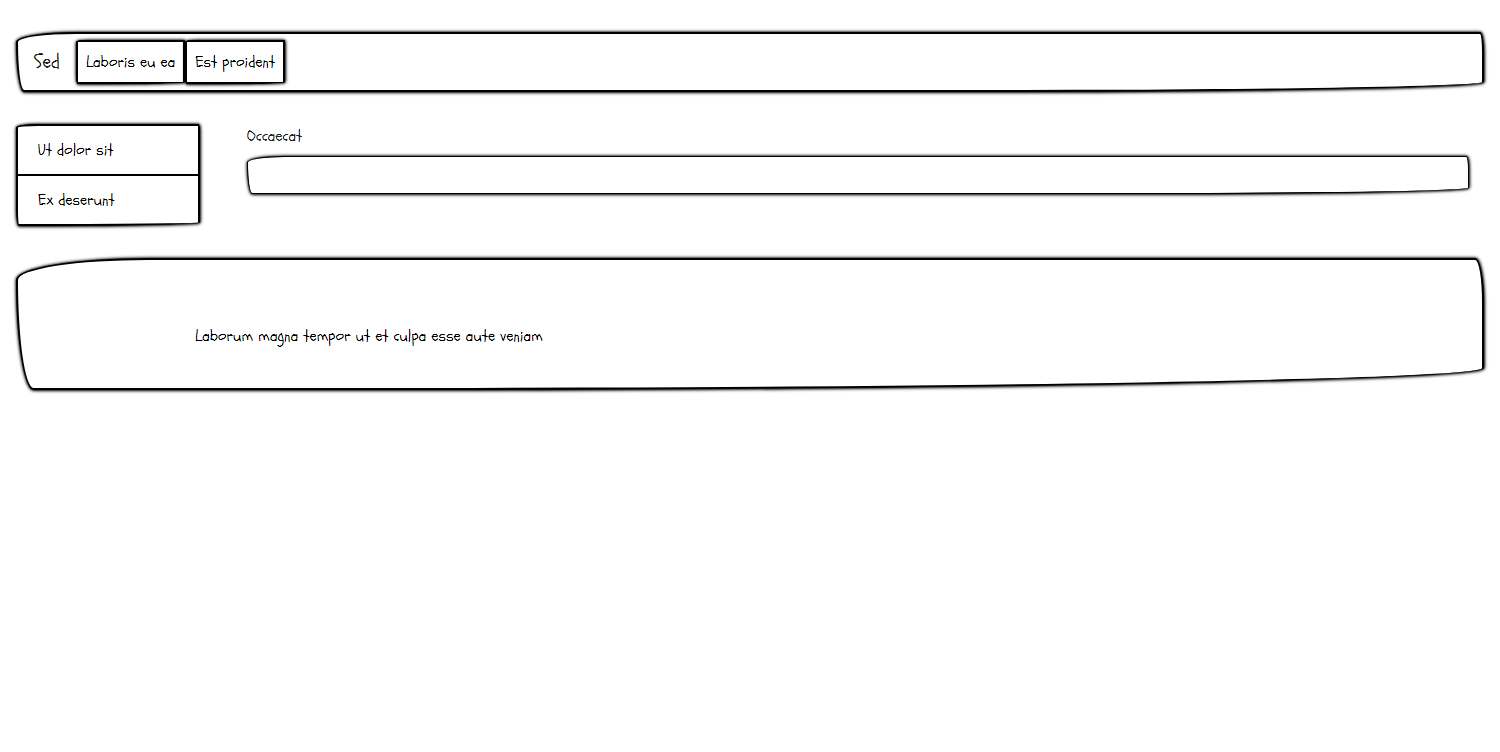 Sed
Laboris eu ea
Est proident
Ut dolor sit
Ex deserunt
Occaecat
Laborum magna tempor ut et culpa esse aute veniam